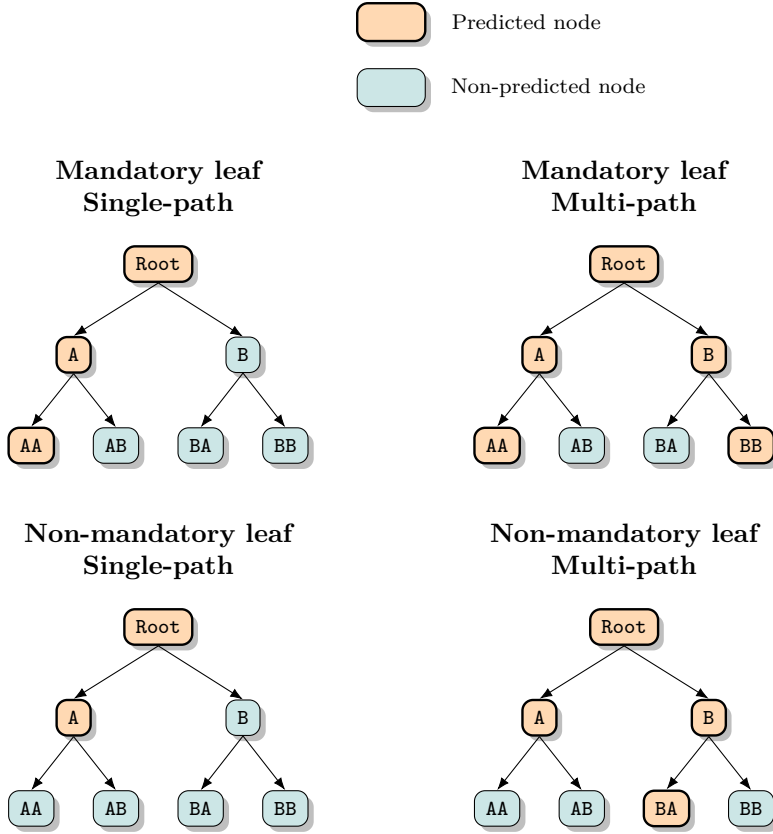 Predicted node
Non-predicted node
Mandatory leaf
Single-path
Root
A
B
AA
AB
BA
BB
Mandatory leaf
Multi-path
Root
A
B
AA
AB
BA
BB
Non-mandatory leaf
Single-path
Root
A
B
AA
AB
BA
BB
Non-mandatory leaf
Multi-path
Root
A
B
AA
AB
BA
BB